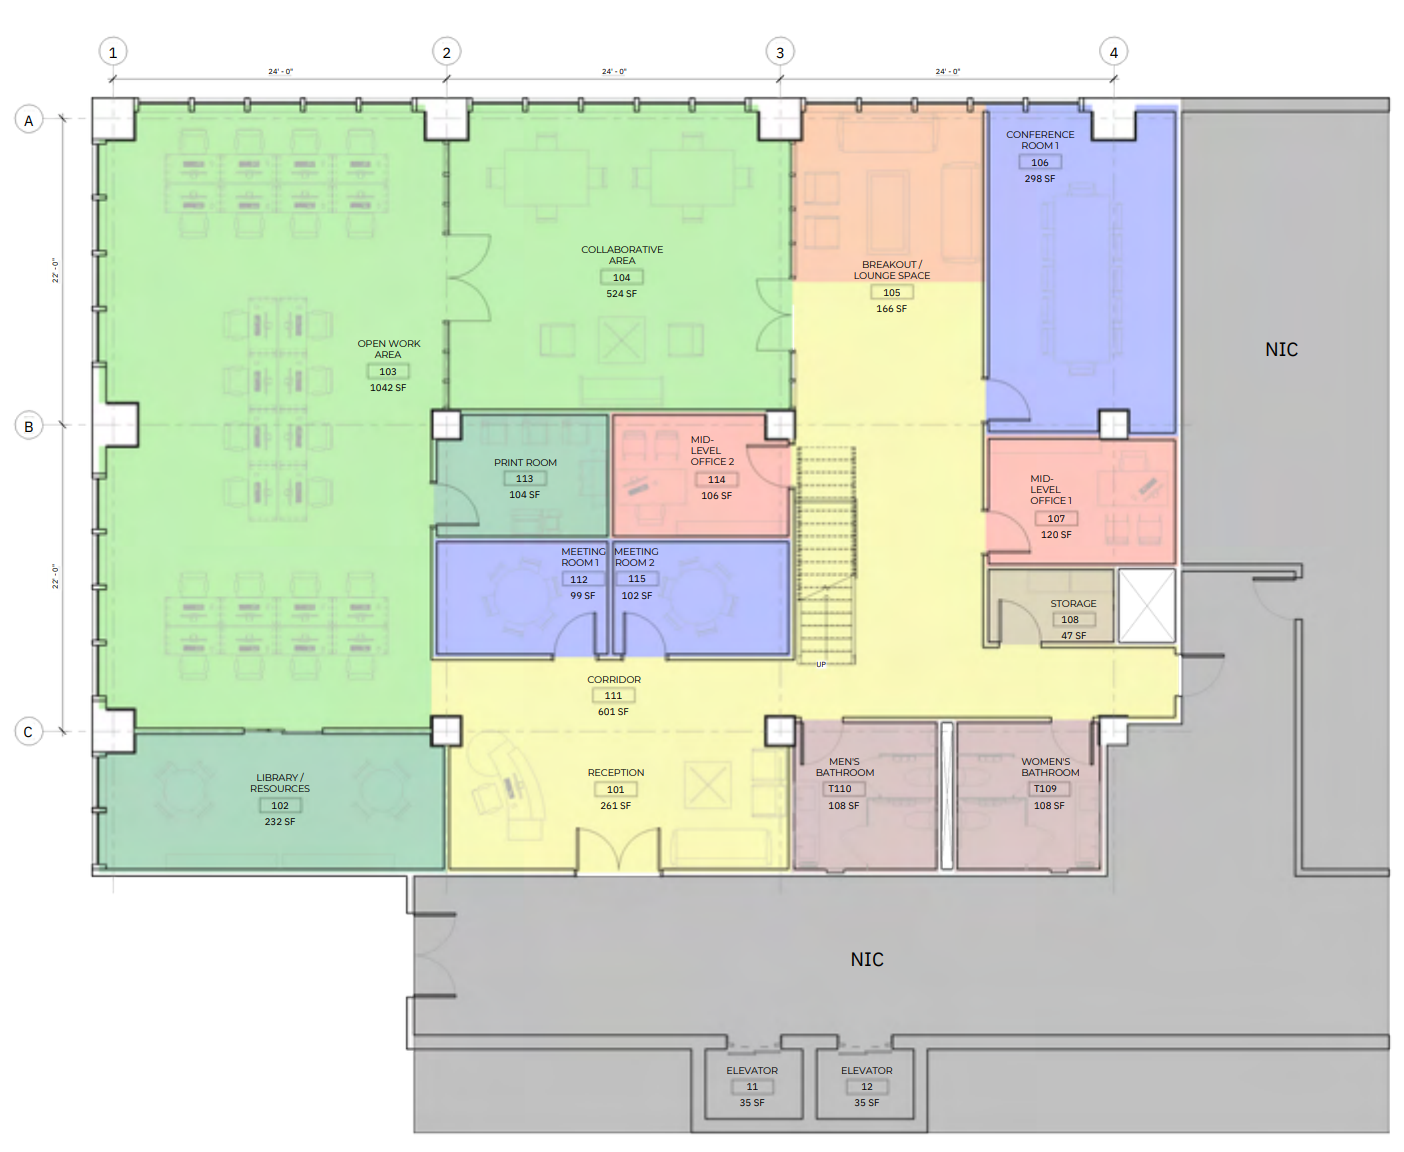 1
2
3
4
24' - 0"
24' - 0"
24' - 0"
A
B
C
22' -0"
22' -0"
CONFERENCE
ROOM 1
106
298 SF
COLLABORATIVE
AREA
104
524 SF
BREAKOUT /
LOUNGE SPACE
105
166 SF
OPEN WORK
AREA
103
1042 SF
NIC
PRINT ROOM
113
104 SF
MID-
LEVEL
OFFICE 2
114
106 SF
MID-
LEVEL
OFFICE 1
107
120 SF
MEETING
ROOM 1
112
99 SF
MEETING
ROOM 2
115
102 SF
STORAGE
108
47 SF
UP
CORRIDOR
111
601 SF
LIBRARY /
RESOURCES
102
232 SF
RECEPTION
101
261 SF
MEN'S
BATHROOM
T110
108 SF
WOMEN'S
BATHROOM
T109
108 SF
NIC
ELEVATOR
11
35 SF
ELEVATOR
12
35 SF